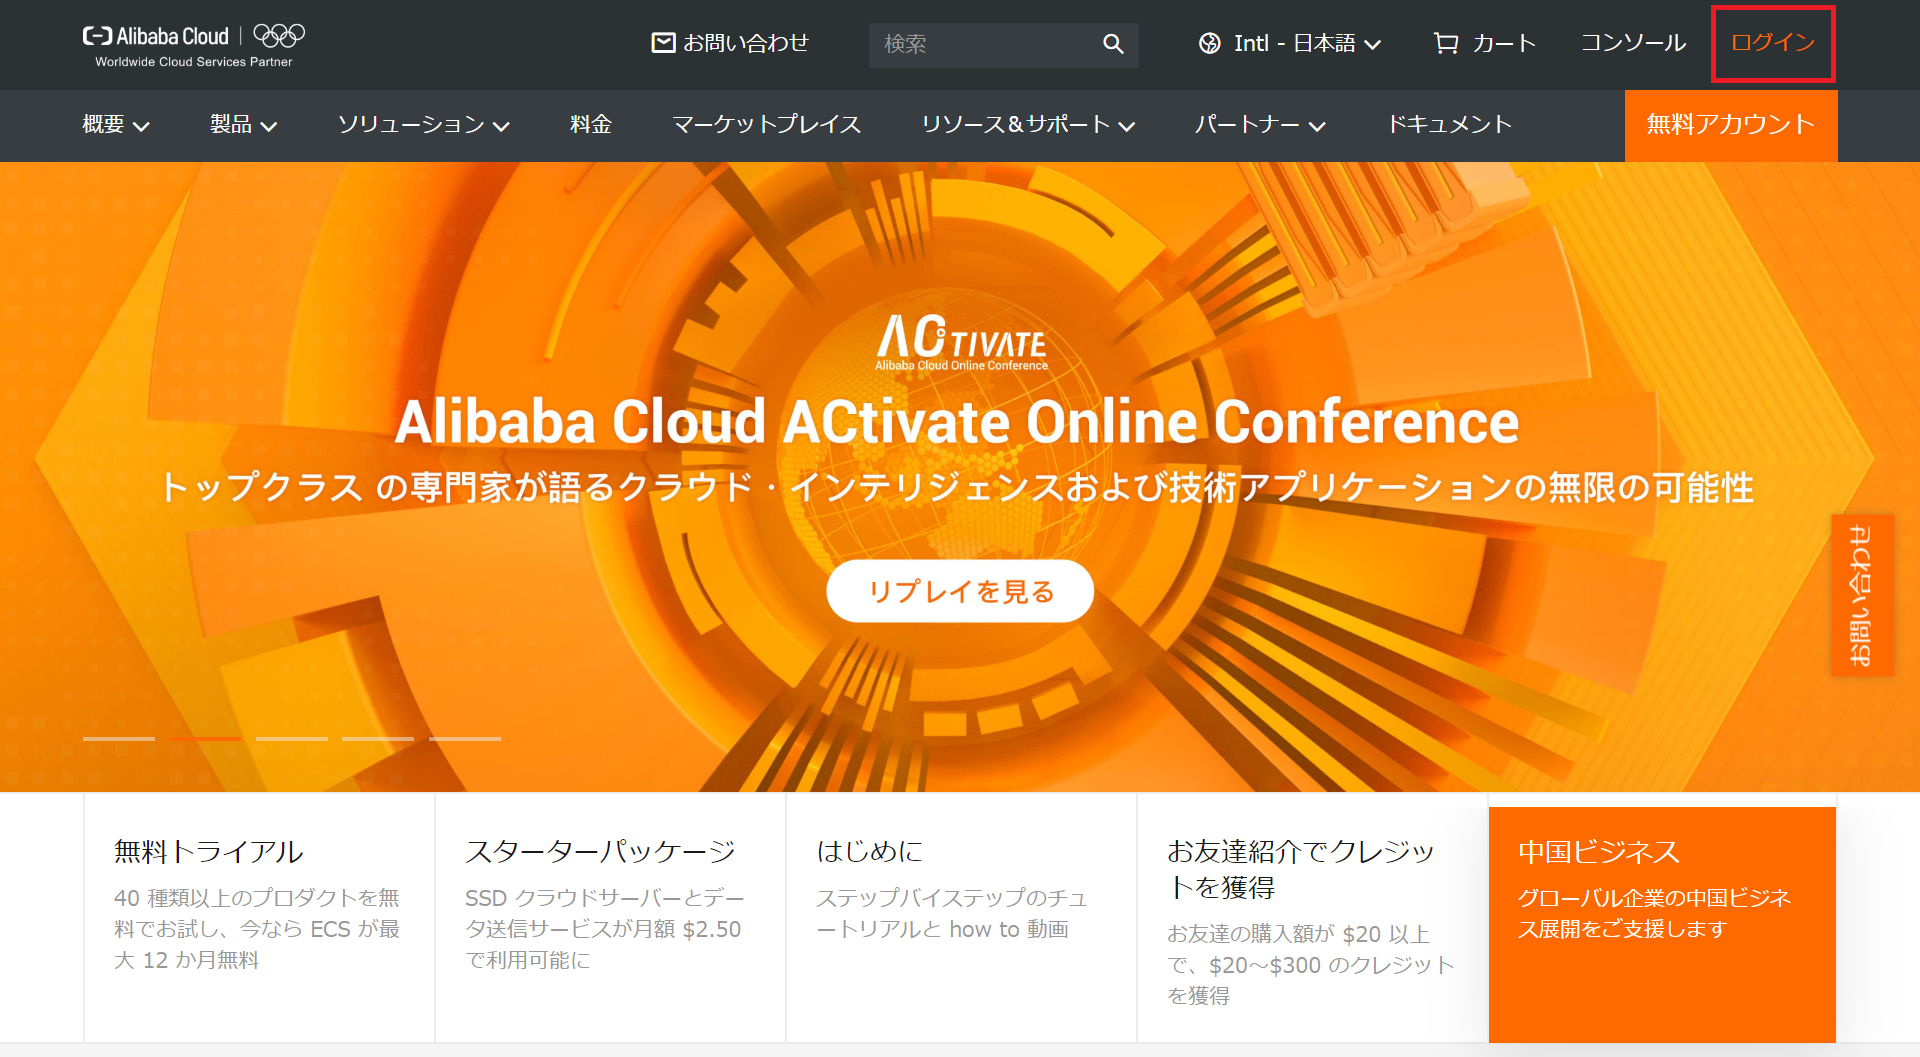 Alibaba Cloud
Worldwide Cloud Services Partner
お問い合わせ
検索
Intl - 日本語
カート
コンソール
ログイン
概要
製品
ソリューション
料金
マーケットプレイス
リソース＆サポート
パートナー
ドキュメント
無料アカウント
ACTIVATE
Alibaba Cloud Online Conference
Alibaba Cloud ACtivate Online Conference
トップクラス の専門家が語るクラウド・インテリジェンスおよび技術アプリケーションの無限の可能性
リプレイを見る
お問い合わせ
無料トライアル
40 種類以上のプロダクトを無
料でお試し、今なら ECS が最
大 12 か月無料
スターターパッケージ
SSD クラウドサーバーとデー
タ送信サービスが月額 $2.50
で利用可能に
はじめに
ステップバイステップのチュ
ートリアルと how to 動画
お友達紹介でクレジッ
トを獲得
お友達の購入額が $20 以上
で、$20～$300 のクレジット
を獲得
中国ビジネス
グローバル企業の中国ビジネ
ス展開をご支援します